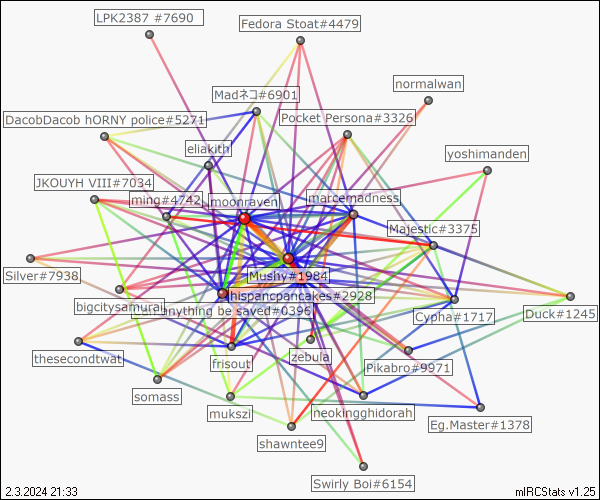 LPK2387 #7690
Fedora Stoat#4479
normalwan
Madネコ#6901
DacobDacob hORNY police#5271
Pocket Persona#3326
eliakith
yoshimanden
JKOUYH VIII#7034
ming#4742
moonraven
marcemadness
Majestic#3375
Silver#7938
Mushy#1984
bigcitysamurai
hispancpancakes#2928
anything be saved#0396
Cypha#1717
Duck#1245
thesecondtwat
frisout
zebula
Pikabro#9971
somass
mukszi
neokingghidorah
Eg.Master#1378
shawntee9
Swirly Boi#6154
2.3.2024 21:33
mIRCStats v1.25